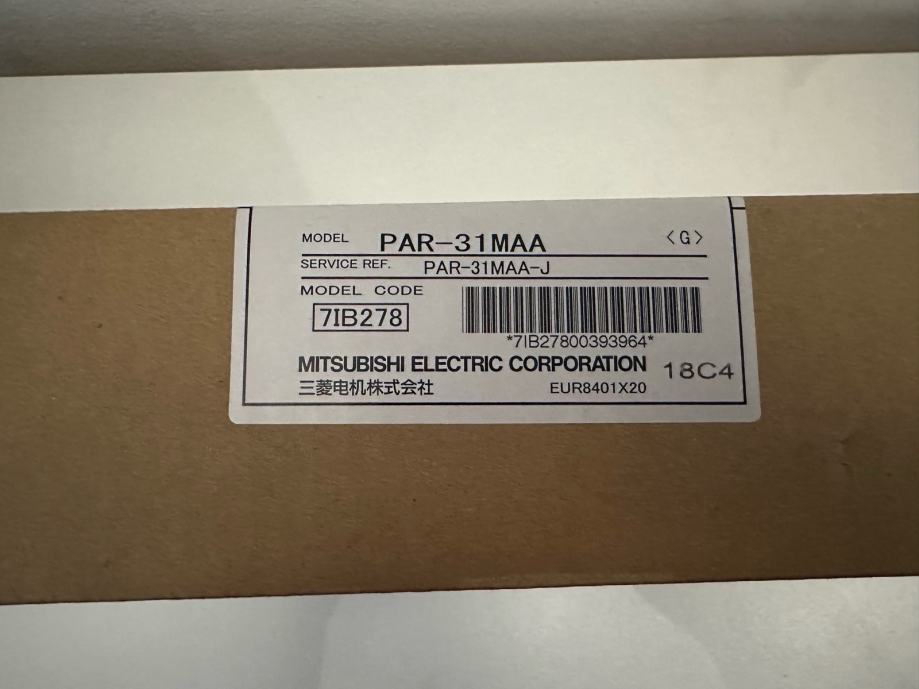 MODEL PAR-31MAA 〈G〉
SERVICE REF. PAR-31MAA-J
MODEL CODE
7IB278
*7IB27800393964*
MITSUBISHI ELECTRIC CORPORATION 18C4
三菱电机株式会社 EUR8401X20